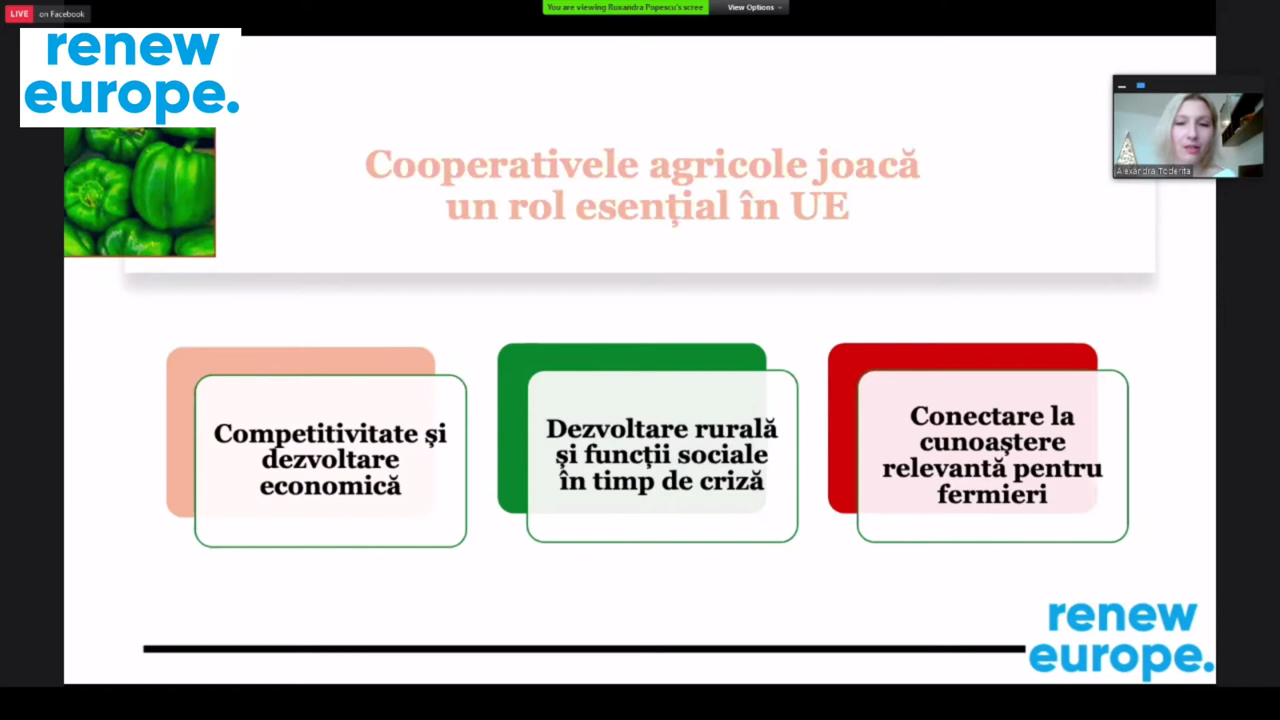 LIVE on Facebook
You are viewing Ruxandra Popescu's scree
View Options
renew
europe.
Cooperativele agricole joacă
un rol esențial în UE
Alexandra Toderita
Competitivitate şi
dezvoltare
economică
Dezvoltare rurală
și funcții sociale
în timp de criză
Conectare la
cunoaștere
relevantă pentru
fermieri
renew
europe.